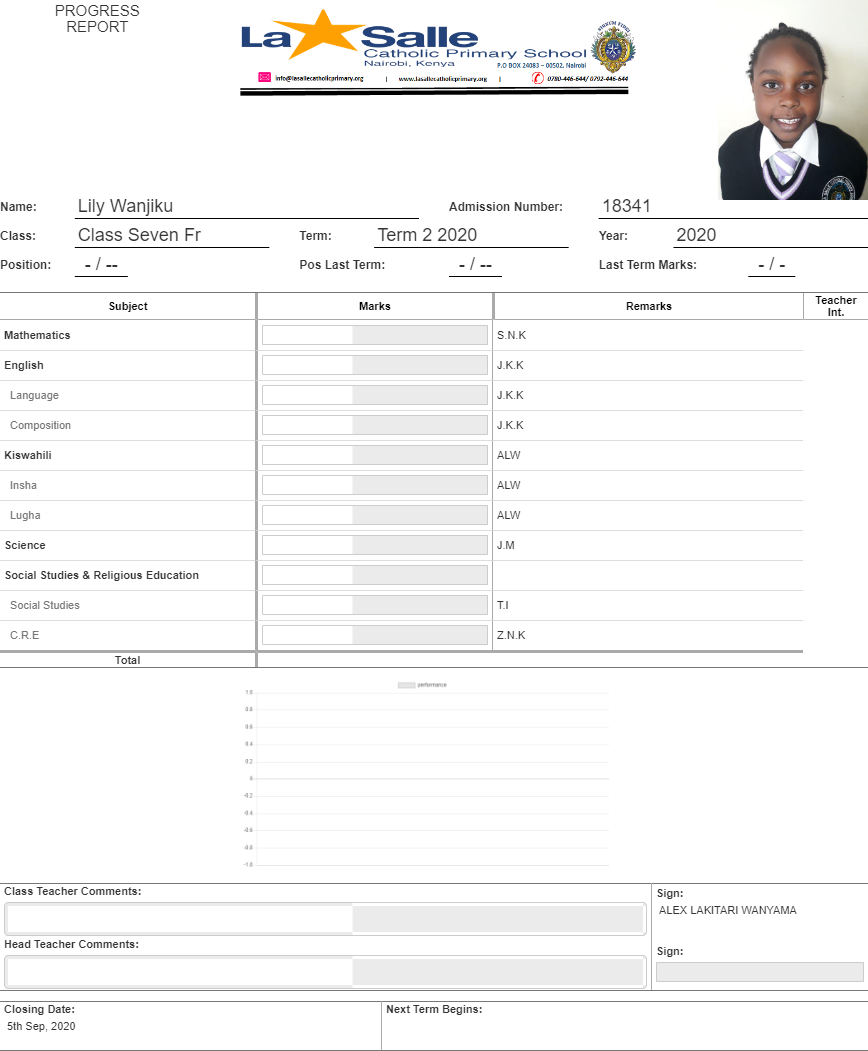 PROGRESS
REPORT
La Salle
Catholic Primary School
Nairobi, Kenya
P.O BOX 24083 – 00502, Nairobi
info@lasallecatholicprimary.org | www.lasallecatholicprimary.org | 0780-446-644/ 0792-446-644
Name: Lily Wanjiku Admission Number: 18341
Class: Class Seven Fr Term: Term 2 2020 Year: 2020
Position: - / -- Pos Last Term: - / -- Last Term Marks: - / -
Subject Marks Remarks Teacher Int.
Mathematics S.N.K
English J.K.K
Language J.K.K
Composition J.K.K
Kiswahili ALW
Insha ALW
Lugha ALW
Science J.M
Social Studies & Religious Education
Social Studies T.I
C.R.E Z.N.K
Total
performance
1.0
0.8
0.6
0.4
0.2
0
-0.2
-0.4
-0.6
-0.8
-1.0
Class Teacher Comments: Sign:
ALEX LAKITARI WANYAMA
Head Teacher Comments: Sign:
Closing Date: Next Term Begins:
5th Sep, 2020